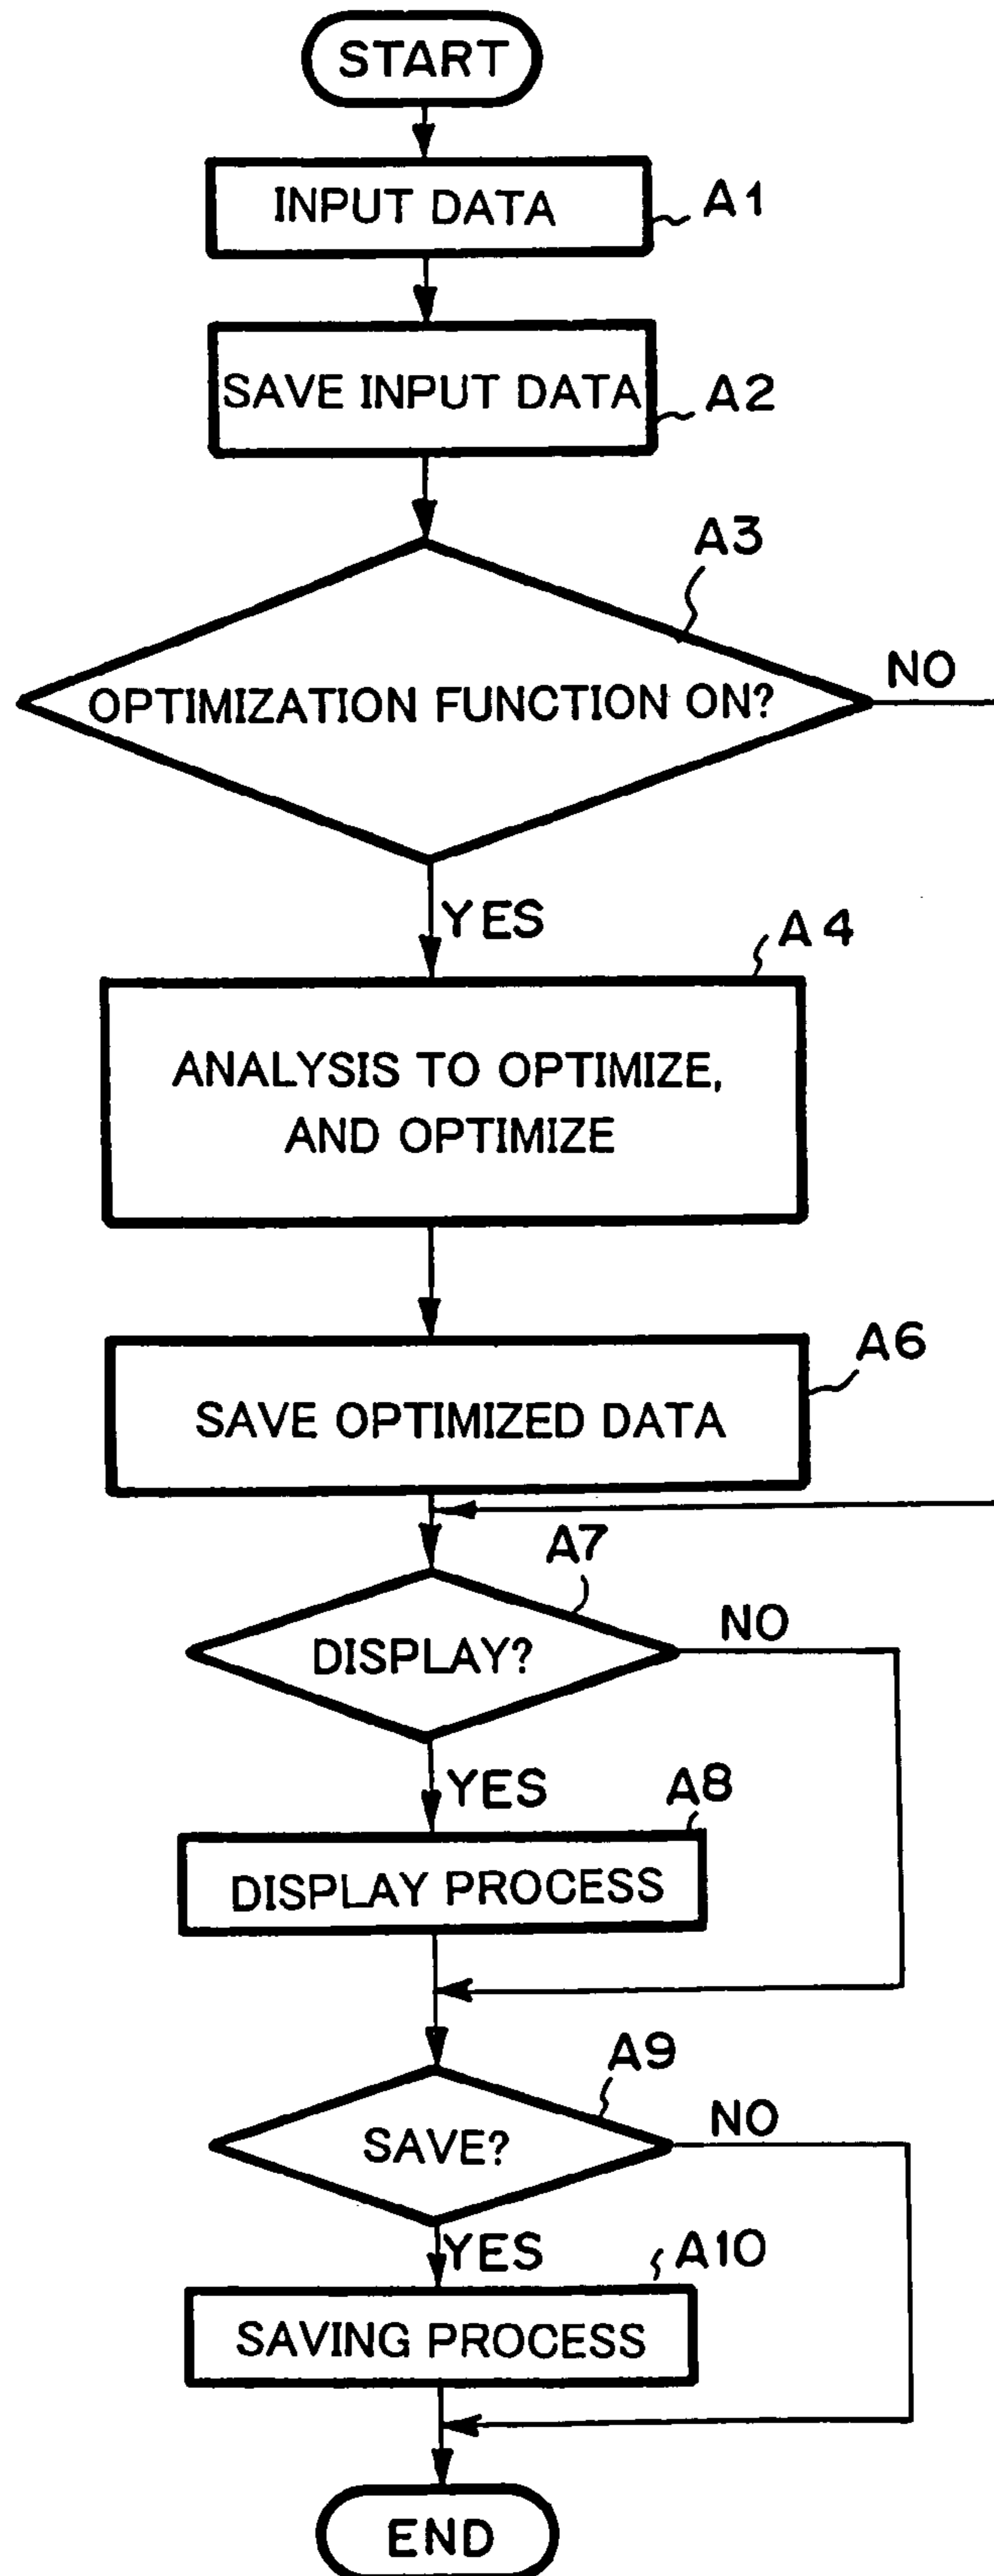 START
INPUT DATA
A1
SAVE INPUT DATA
A2
A3
OPTIMIZATION FUNCTION ON?
NO
YES
A4
ANALYSIS TO OPTIMIZE,
AND OPTIMIZE
A6
SAVE OPTIMIZED DATA
A7
DISPLAY?
NO
YES
A8
DISPLAY PROCESS
A9
SAVE?
NO
YES
A10
SAVING PROCESS
END